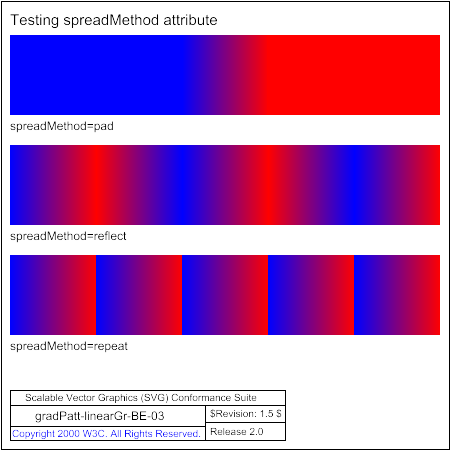 Testing spreadMethod attribute
spreadMethod=pad
spreadMethod=reflect
spreadMethod=repeat
Scalable Vector Graphics (SVG) Conformance Suite
gradPatt-linearGr-BE-03
$Revision: 1.5 $
Copyright 2000 W3C. All Rights Reserved.
Release 2.0